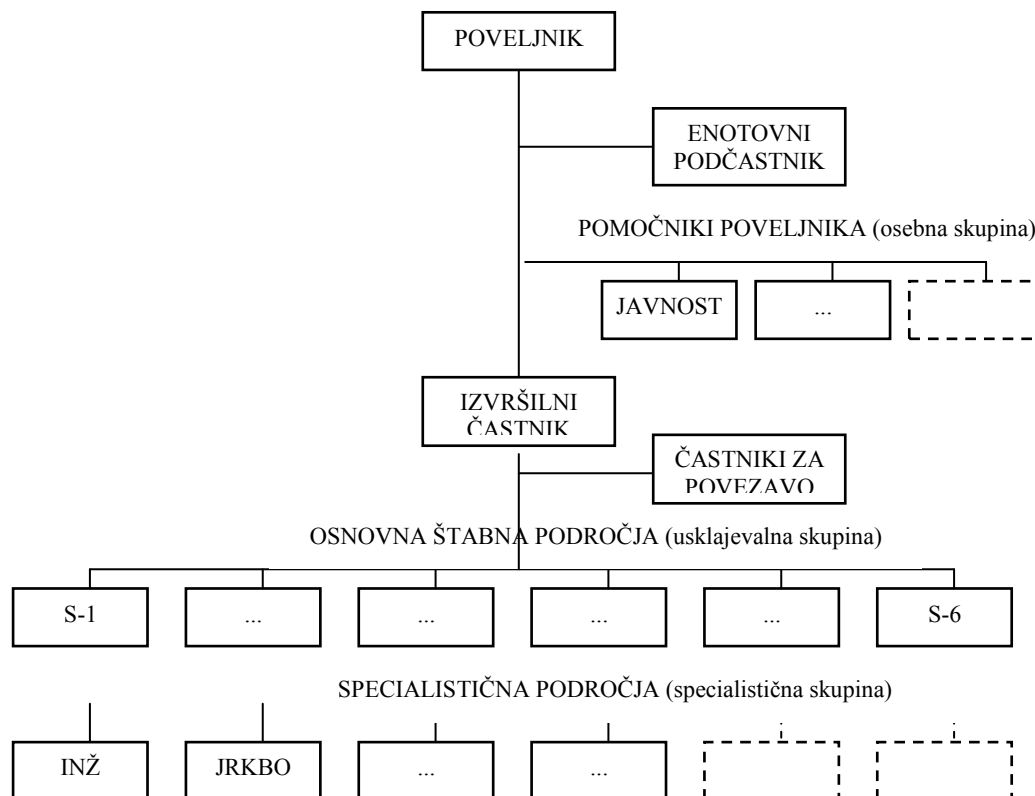 POVELJNIK
ENOTOVNI
PODČASTNIK
POMOČNIKI POVELJNIKA (osebna skupina)
JAVNOST
...
IZVRŠILNI
ČASTNIK
ČASTNIKI ZA
POVEZAVO
OSNOVNA ŠTABNA PODROČJA (usklajevalna skupina)
S-1
...
...
...
...
S-6
SPECIALISTIČNA PODROČJA (specialistična skupina)
INŽ
JRKBO
...
...